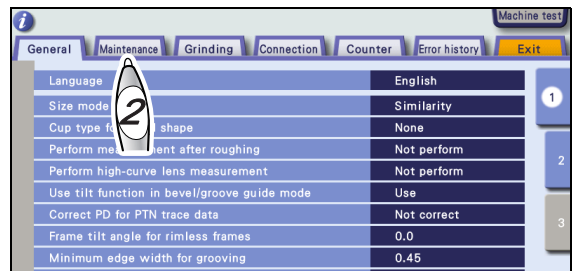 i
Machine test
General Maintenance Grinding Connection Counter Error history Exit
Language English
Size mode Similarity
Cup type for shape None
Perform me ent after roughing Not perform
Perform high-curve lens measurement Not perform
Use tilt function in bevel/groove guide mode Use
Correct PD for PTN trace data Not correct
Frame tilt angle for rimless frames 0.0
Minimum edge width for grooving 0.45
1
2
3
2